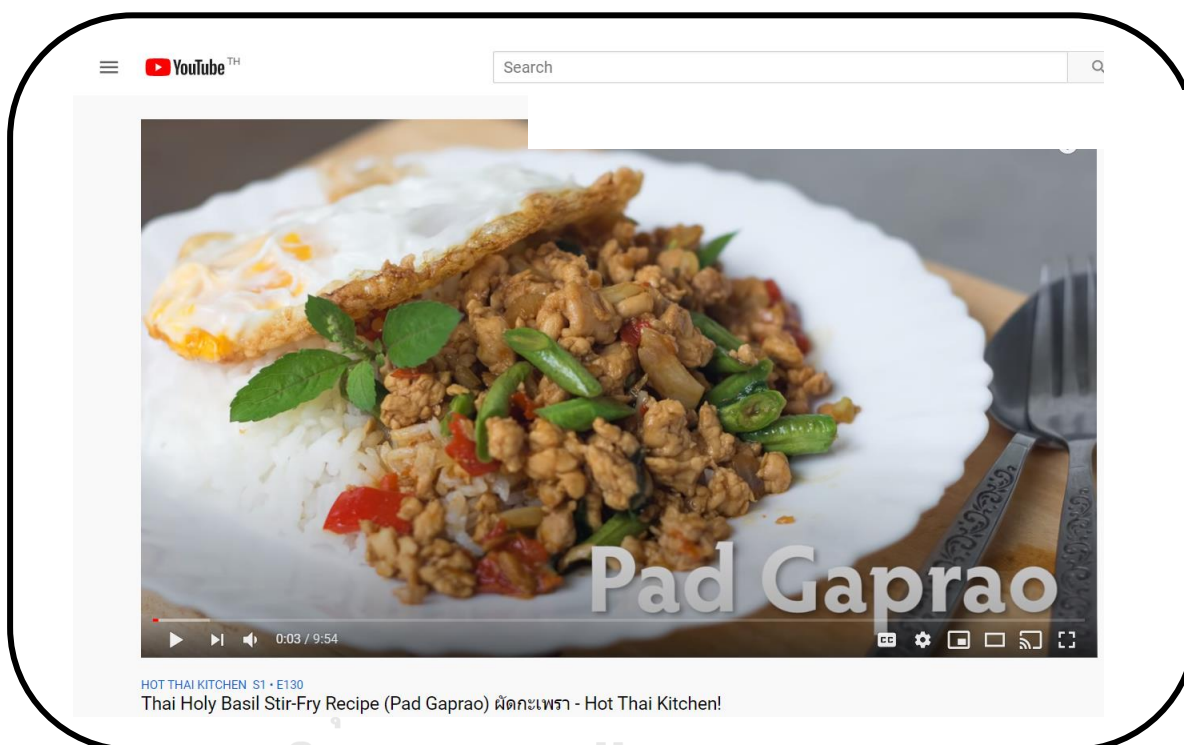 YouTube TH
Search
Pad Gaprao
0:03 / 9:54
CC
HOT THAI KITCHEN S1 • E130
Thai Holy Basil Stir-Fry Recipe (Pad Gaprao) ผัดกะเพรา - Hot Thai Kitchen!